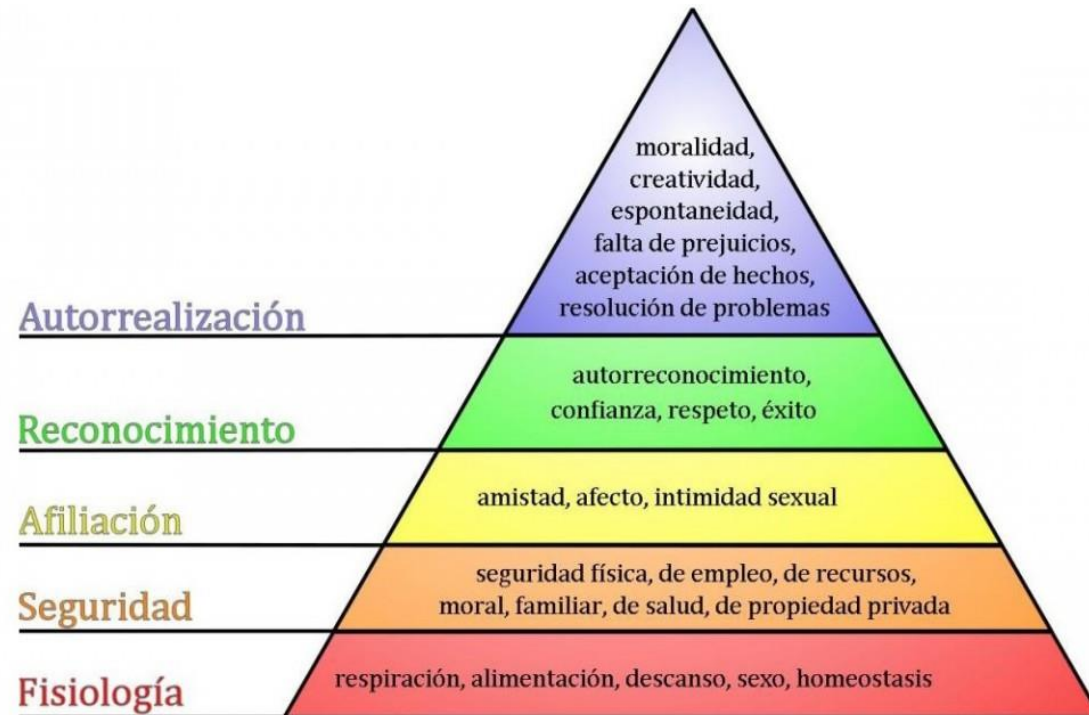 moralidad,
creatividad,
espontaneidad,
falta de prejuicios,
aceptación de hechos,
resolución de problemas
Autorrealización
autorreconocimiento,
confianza, respeto, éxito
Reconocimiento
amistad, afecto, intimidad sexual
Afiliación
seguridad física, de empleo, de recursos,
moral, familiar, de salud, de propiedad privada
Seguridad
respiración, alimentación, descanso, sexo, homeostasis
Fisiología